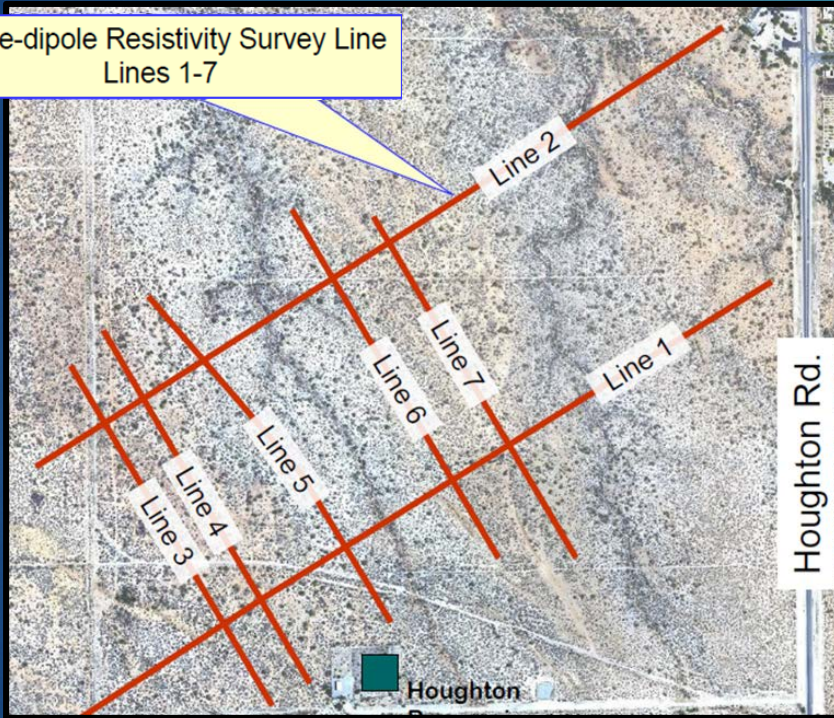 e-dipole Resistivity Survey Line
Lines 1-7
Line 2
Line 1
Line 7
Line 6
Line 5
Line 4
Line 3
Houghton Rd.
Houghton